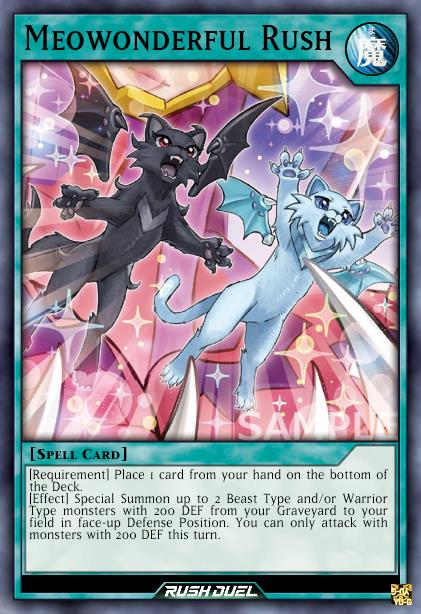 Meowonderful Rush
ま
魔
SAMPLE
[Spell Card]
[Requirement] Place 1 card from your hand on the bottom of
the Deck.
[Effect] Special Summon up to 2 Beast Type and/or Warrior
Type monsters with 200 DEF from your Graveyard to your
field in face-up Defense Position. You can only attack with
monsters with 200 DEF this turn.
RUSH DUEL